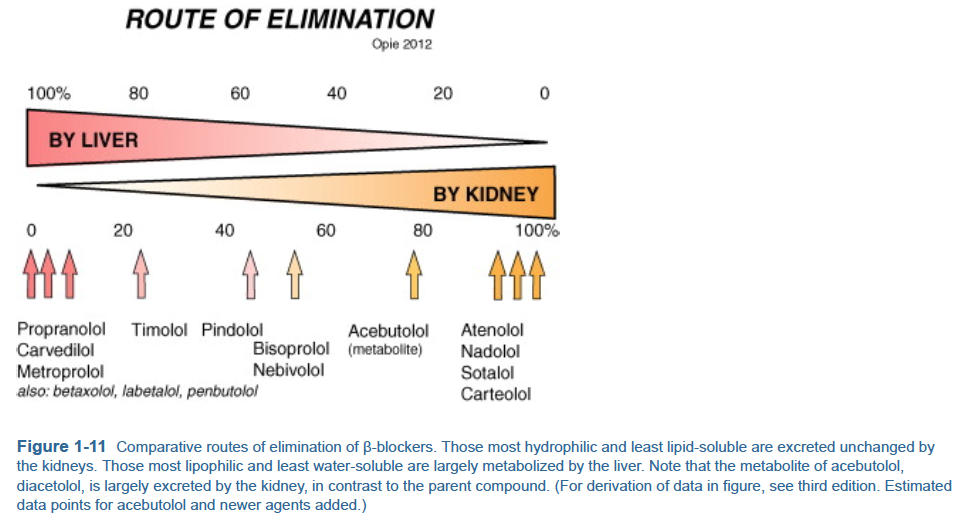 ROUTE OF ELIMINATION
Opie 2012
100% 80 60 40 20 0
BY LIVER
BY KIDNEY
0 20 40 60 80 100%
Propranolol Timolol Pindolol Acebutolol Atenolol
Carvedilol Bisoprolol (metabolite) Nadolol
Metroprolol Nebivolol Sotalol
also: betaxolol, labetalol, penbutolol Carteolol
Figure 1-11 Comparative routes of elimination of β-blockers. Those most hydrophilic and least lipid-soluble are excreted unchanged by
the kidneys. Those most lipophilic and least water-soluble are largely metabolized by the liver. Note that the metabolite of acebutolol,
diacetolol, is largely excreted by the kidney, in contrast to the parent compound. (For derivation of data in figure, see third edition. Estimated
data points for acebutolol and newer agents added.)